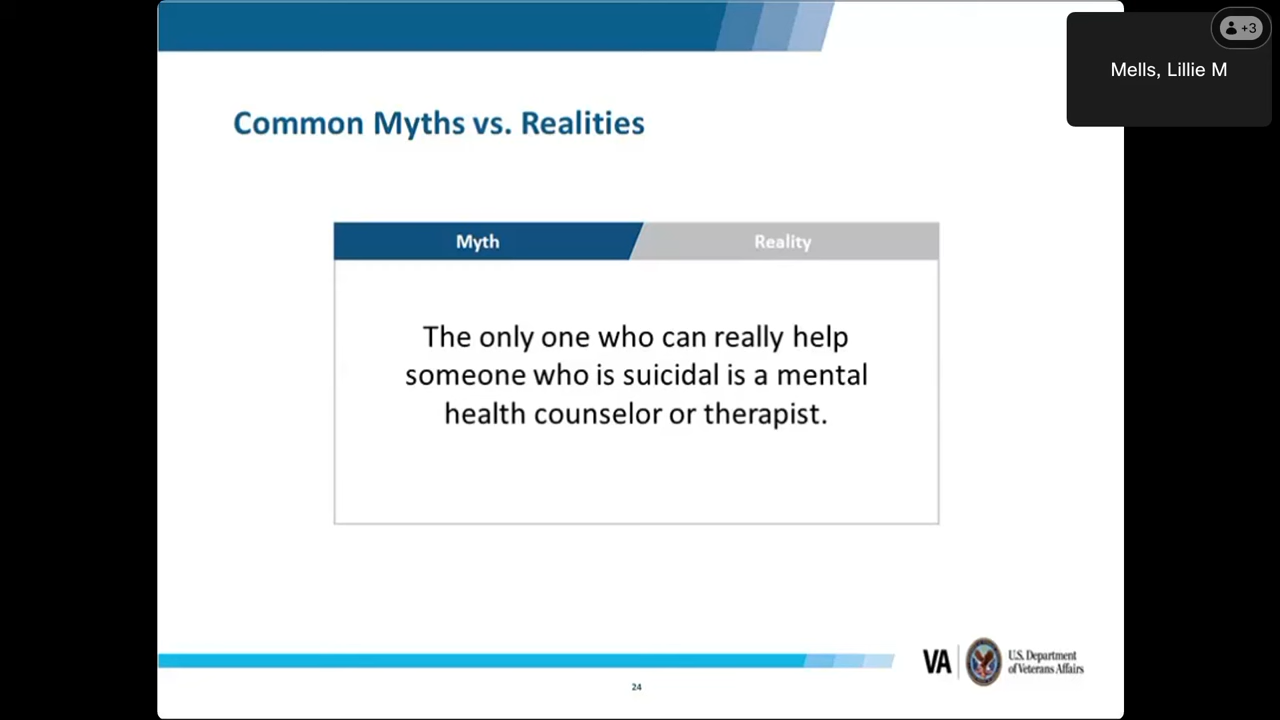 +3
Mells, Lillie M
Common Myths vs. Realities
Myth
Reality
The only one who can really help
someone who is suicidal is a mental
health counselor or therapist.
VA
U.S. Department
of Veterans Affairs
24